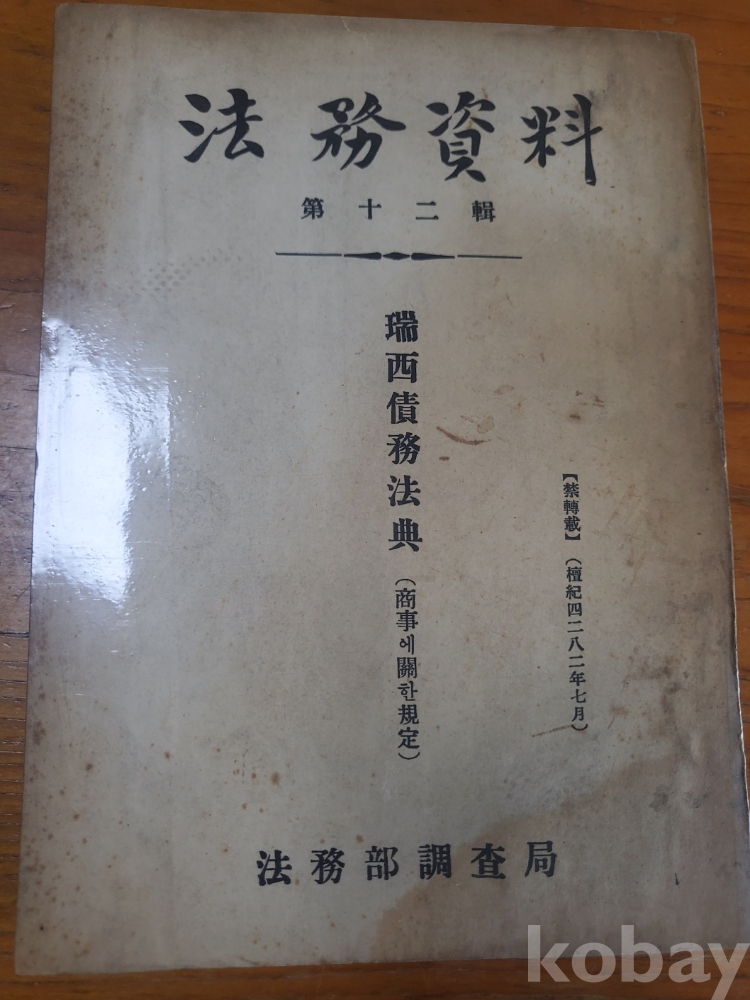 法務資料
第十二輯
【禁轉載】 (檀紀四二八二年七月)
瑞西債務法典 (商事에關한規定)
法務部調査局
kobay